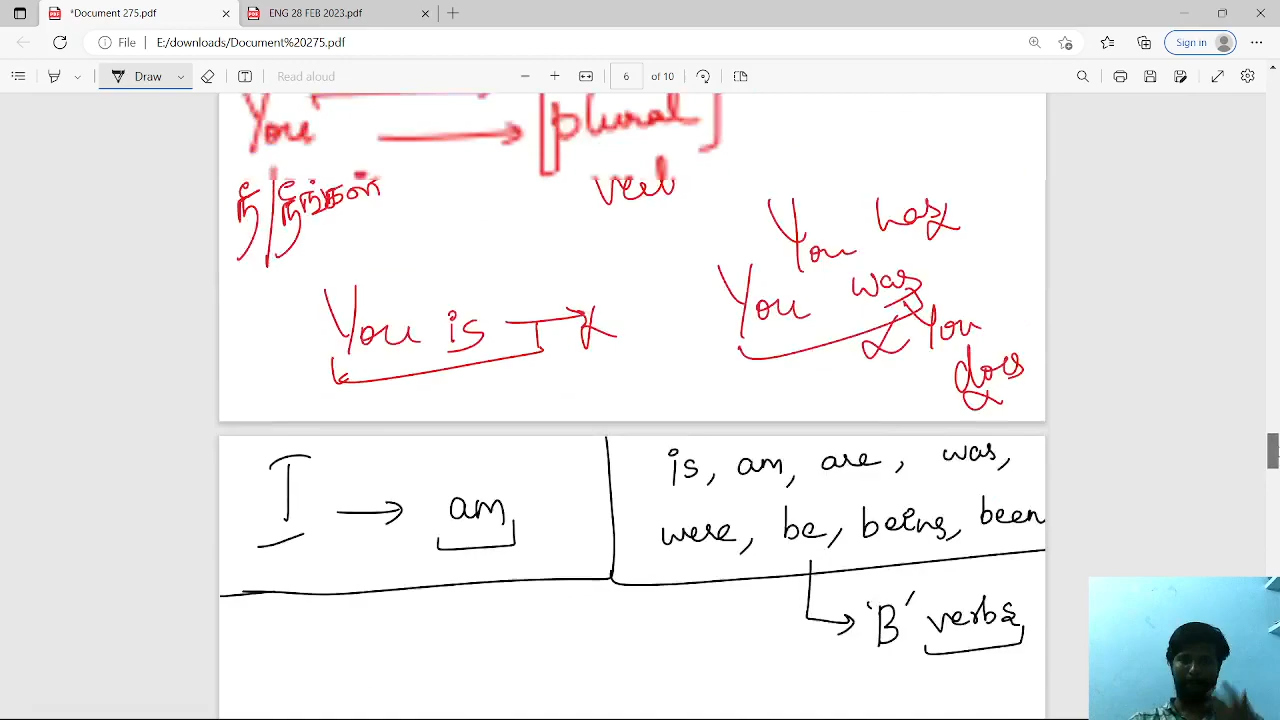 *Document 275.pdf
ENG 28 FEB 2023.pdf
File E:/downloads/Document%20275.pdf
Sign in
Draw
Read aloud
6 of 10
You
[plural]
verb
நீ/நீங்கள்
You has
You was
You is
You
does
I → am
is, am, are, was,
were, be, being, been
'B' verbs